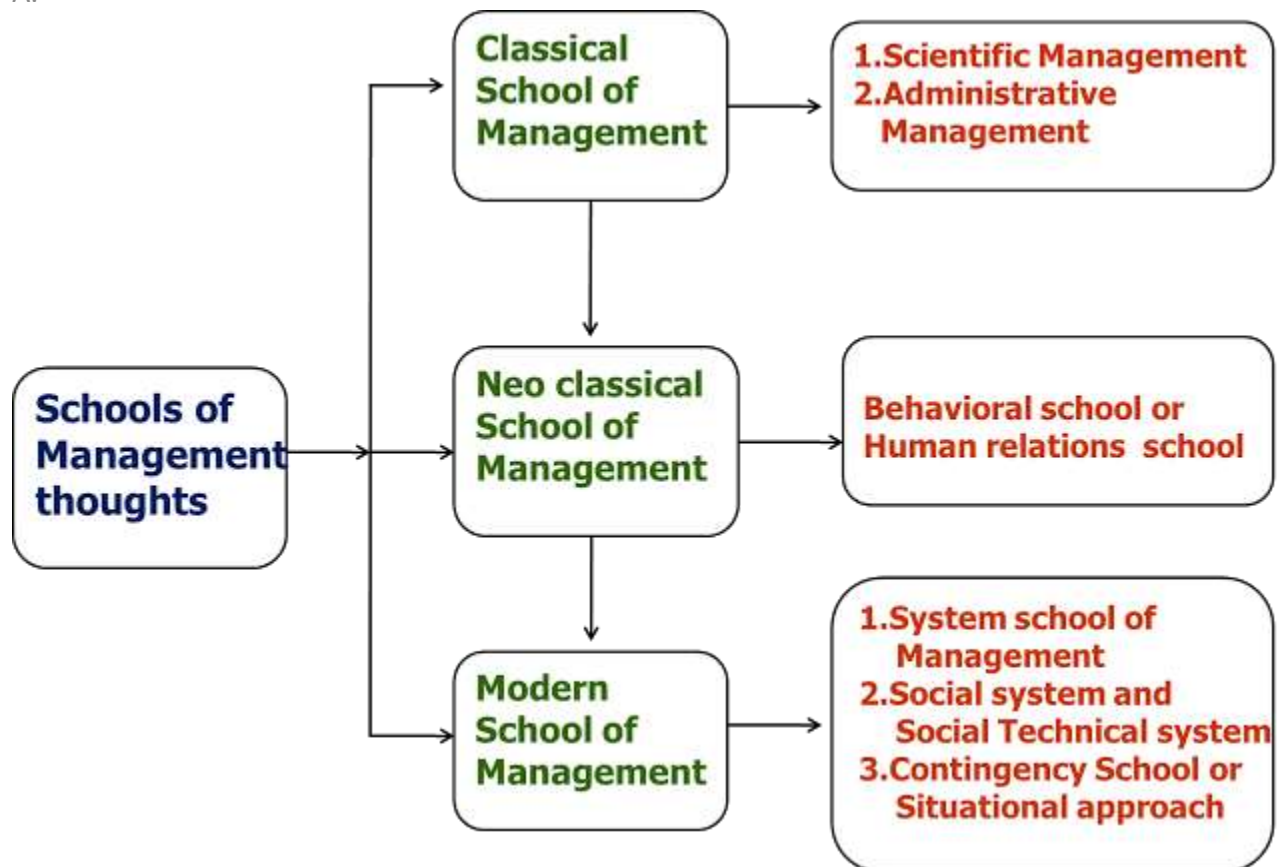 Classical
School of
Management
1.Scientific Management
2.Administrative
Management
Schools of
Management
thoughts
Neo classical
School of
Management
Behavioral school or
Human relations school
Modern
School of
Management
1.System school of
Management
2.Social system and
Social Technical system
3.Contingency School or
Situational approach